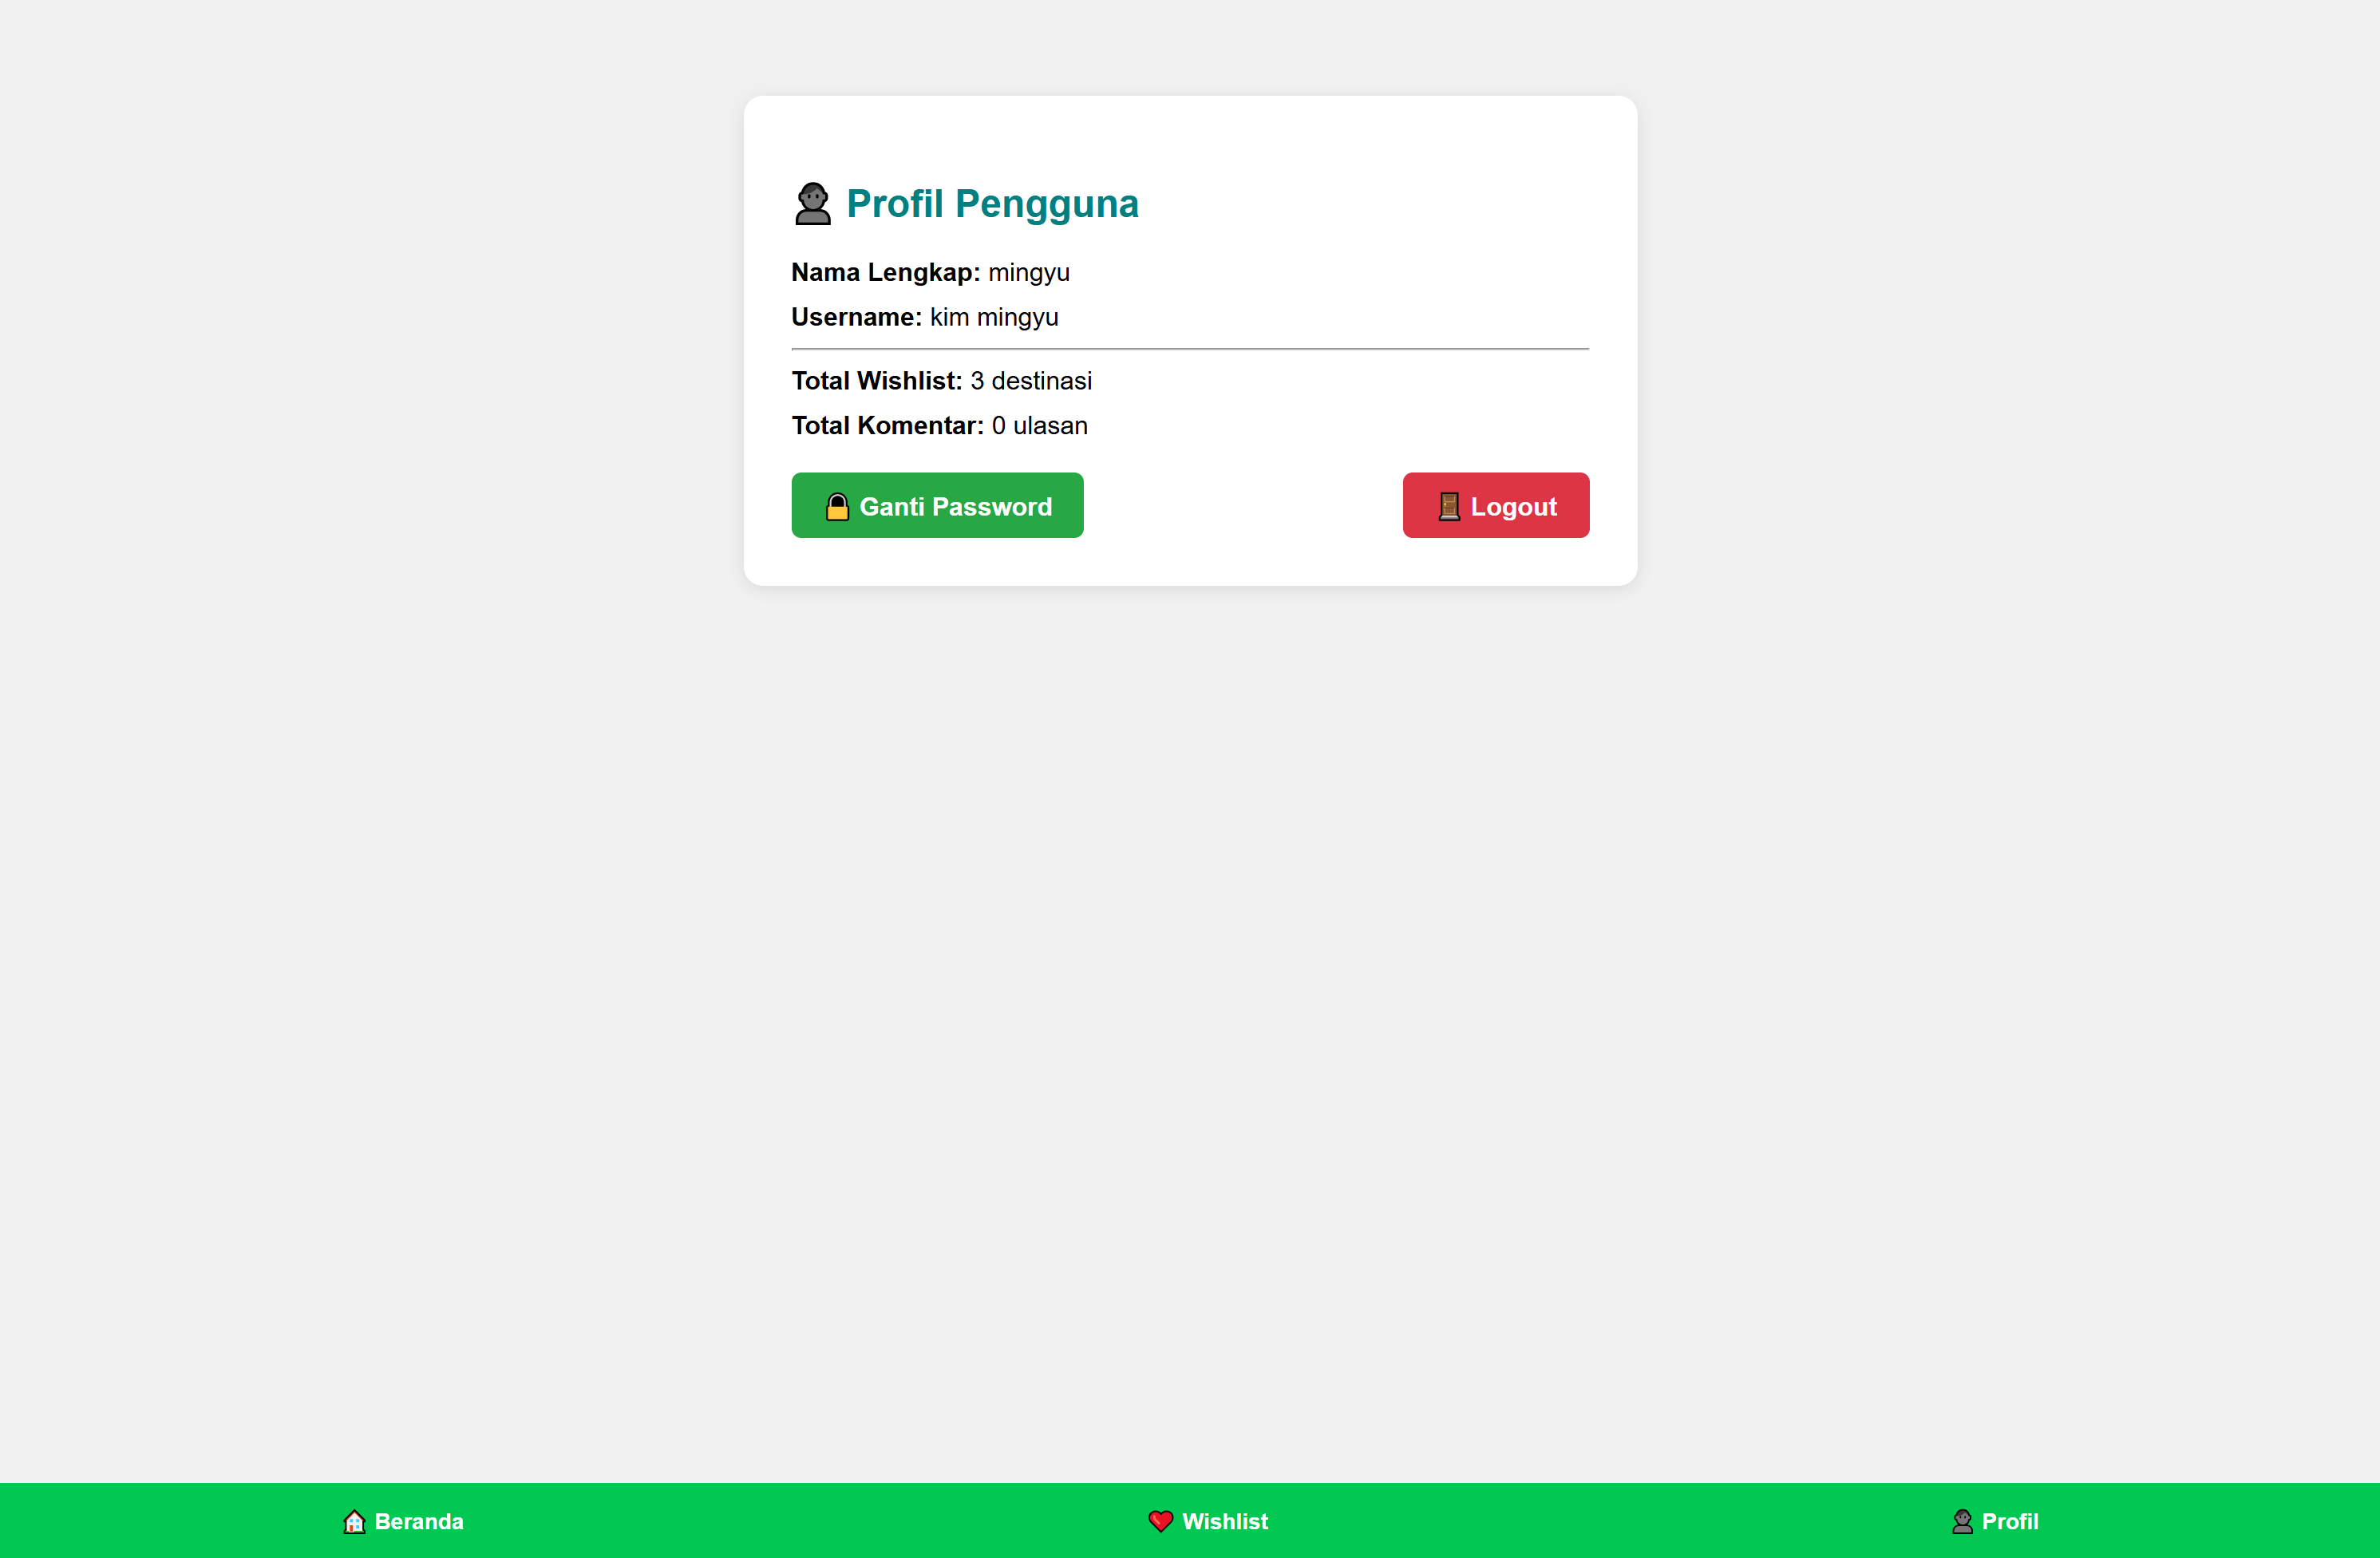 Profil Pengguna
Nama Lengkap: mingyu
Username: kim mingyu
Total Wishlist: 3 destinasi
Total Komentar: 0 ulasan
Ganti Password
Logout
Beranda
Wishlist
Profil